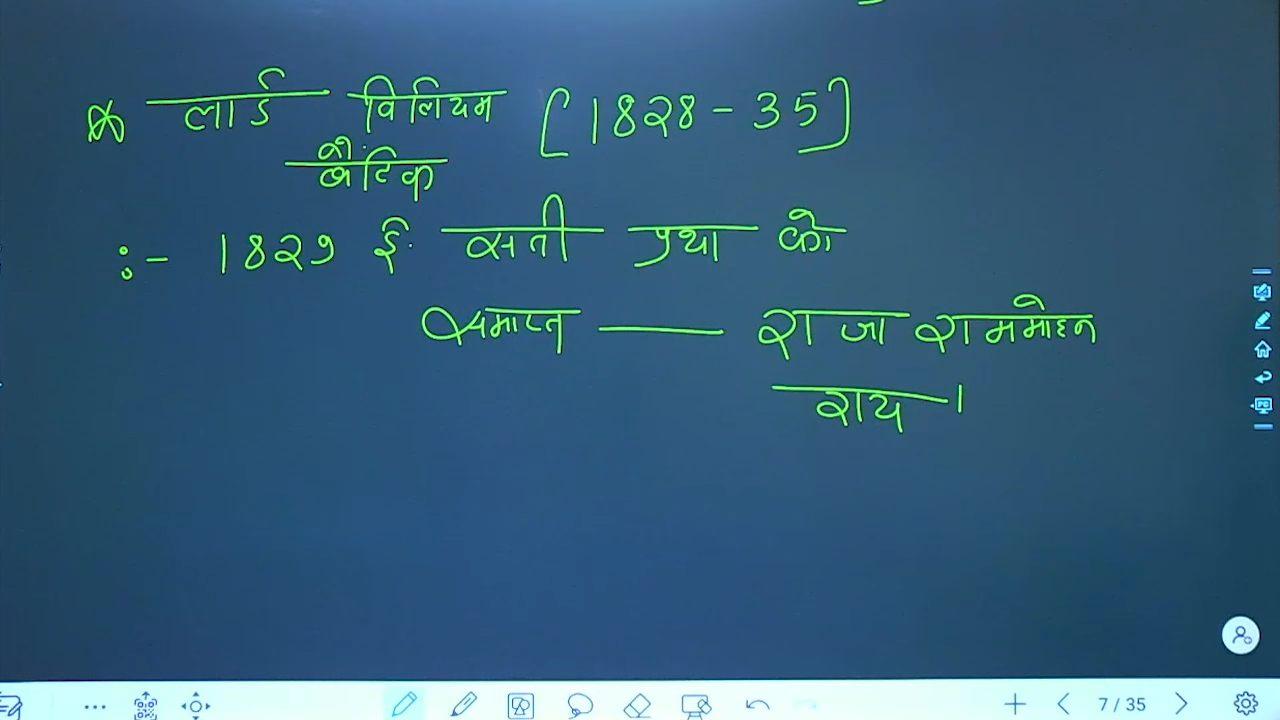 * लार्ड विलियम [1828-35]
बेंटिक
:- 1829 ई. सती प्रथा को
समाप्त — राजा राममोहन
राय ।
7 / 35